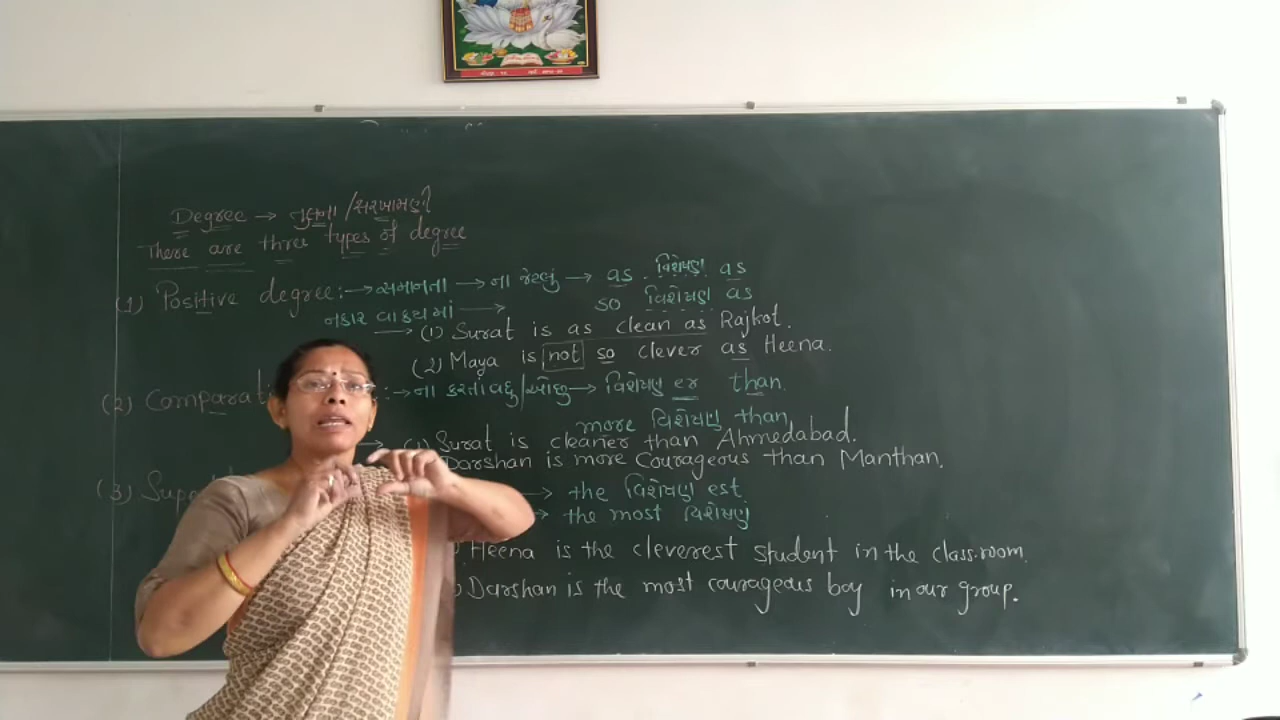 Degree → તુલના / સરખામણી
There are three types of degree
(1) Positive degree:→ સમાનતા → ના જેટલું → as વિશેષણ as
નકાર વાક્યમાં → so વિશેષણ as
→ (1) Surat is as clean as Rajkot.
(2) Maya is not so clever as Heena.
(2) Comparat :→ ના કરતાં વધુ/ઓછુ → વિશેષણ er than.
more વિશેષણ than
→ (1) Surat is cleaner than Ahmedabad.
Darshan is more Courageous than Manthan.
(3) Supe → the વિશેષણ est
→ the most વિશેષણ
Heena is the cleverest student in the class-room.
Darshan is the most courageous boy in our group.